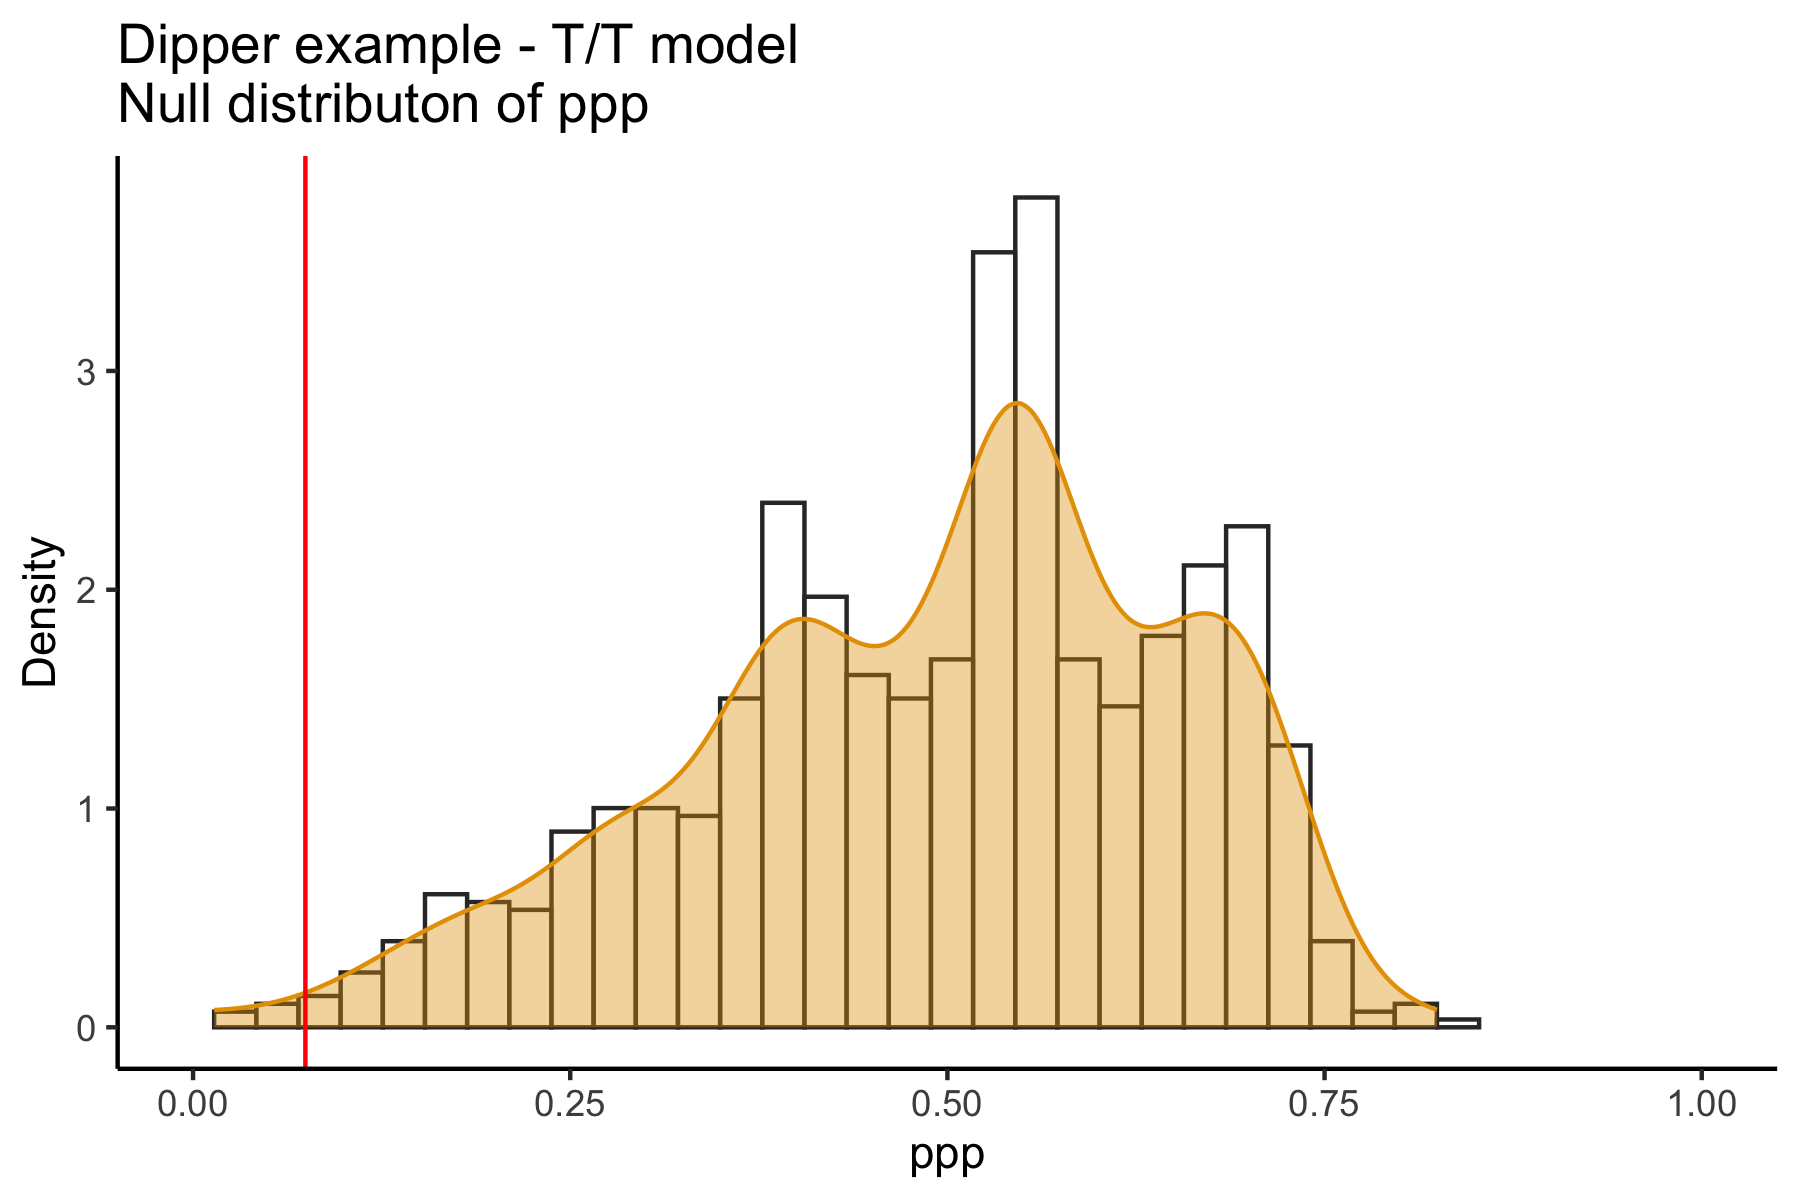 Dipper example - T/T model
Null distributon of ppp
Density
3
2
1
0
0.00 0.25 0.50 0.75 1.00
ppp